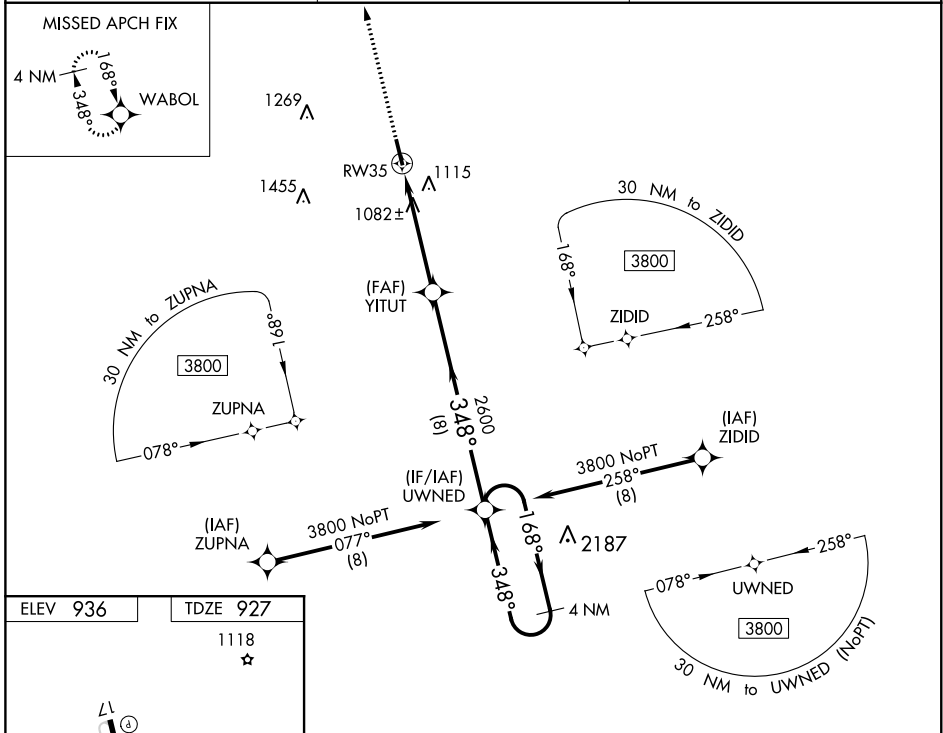 MISSED APCH FIX
4 NM
168°
348°
WABOL
1269
1455
RW35
1115
1082±
(FAF)
YITUT
30 NM to ZIDID
3800
168°
ZIDID
258°
30 NM to ZUPNA
3800
168°
ZUPNA
078°
2600
348°
(8)
(IAF)
ZIDID
3800 NoPT
258°
(8)
(IF/IAF)
UWNED
(IAF)
ZUPNA
3800 NoPT
077°
(8)
168°
348°
4 NM
2187
078°
258°
UWNED
3800
30 NM to UWNED (NoPT)
ELEV 936
TDZE 927
1118
17
P